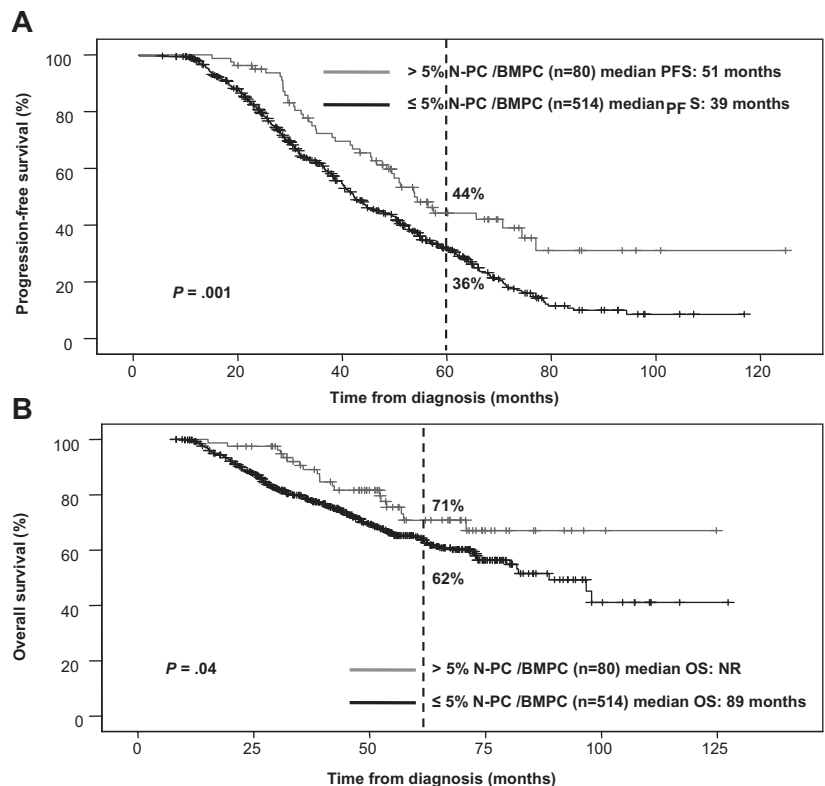 A
100
80
60
40
20
0
Progression-free survival (%)
> 5% N-PC /BMPC (n=80) median PFS: 51 months
≤ 5% N-PC /BMPC (n=514) median PF S: 39 months
44%
36%
P = .001
0 20 40 60 80 100 120
Time from diagnosis (months)
B
100
80
60
40
20
0
Overall survival (%)
71%
62%
P = .04
> 5% N-PC /BMPC (n=80) median OS: NR
≤ 5% N-PC /BMPC (n=514) median OS: 89 months
0 25 50 75 100 125
Time from diagnosis (months)